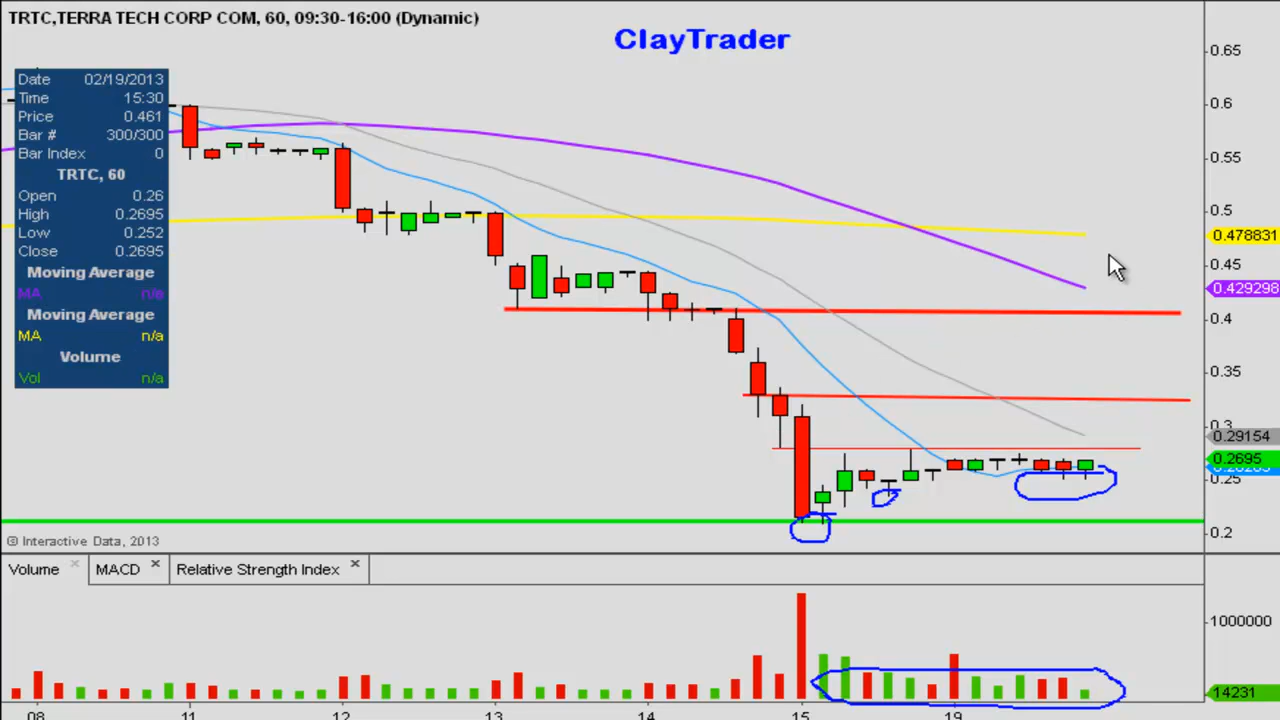 TRTC,TERRA TECH CORP COM, 60, 09:30-16:00 (Dynamic)
ClayTrader
Date 02/19/2013
Time 15:30
Price 0.461
Bar # 300/300
Bar Index 0
TRTC, 60
Open 0.26
High 0.2695
Low 0.252
Close 0.2695
Moving Average
MA n/a
Moving Average
MA n/a
Volume
Vol n/a
0.65
0.6
0.55
0.5
0.478831
0.45
0.429298
0.4
0.35
0.3
0.29154
0.2695
0.25
0.2
© Interactive Data, 2013
Volume × MACD × Relative Strength Index ×
1000000
14231
08 11 12 13 14 15 19